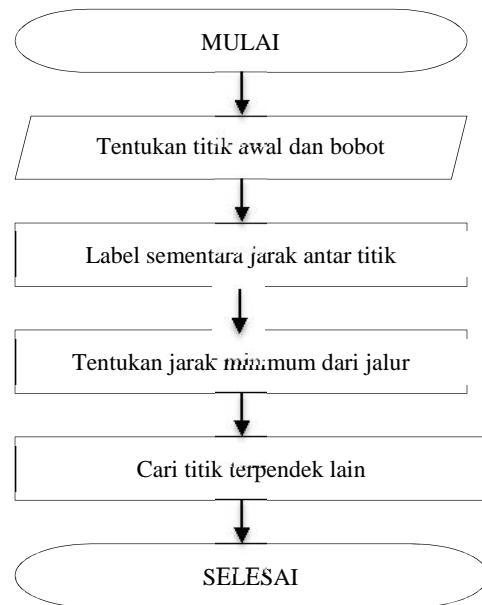 MULAI
Tentukan titik awal dan bobot
Label sementara jarak antar titik
Tentukan jarak minimum dari jalur
Cari titik terpendek lain
SELESAI